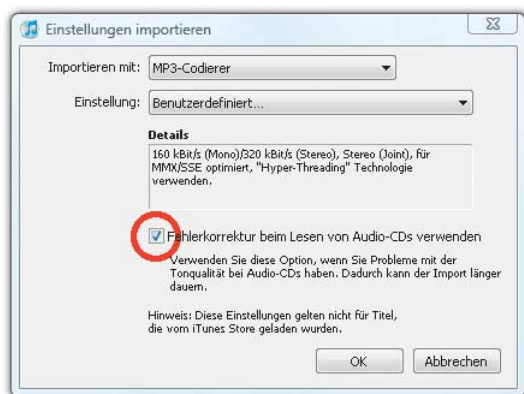 Einstellungen importieren
Importieren mit: MP3-Codierer
Einstellung: Benutzerdefiniert...
Details
160 kBit/s (Mono)/320 kBit/s (Stereo), Stereo (Joint), für
MMX/SSE optimiert, "Hyper-Threading" Technologie
verwenden.
Fehlerkorrektur beim Lesen von Audio-CDs verwenden
Verwenden Sie diese Option, wenn Sie Probleme mit der
Tonqualität bei Audio-CDs haben. Dadurch kann der Import länger
dauern.
Hinweis: Diese Einstellungen gelten nicht für Titel,
die vom iTunes Store geladen wurden.
OK Abbrechen